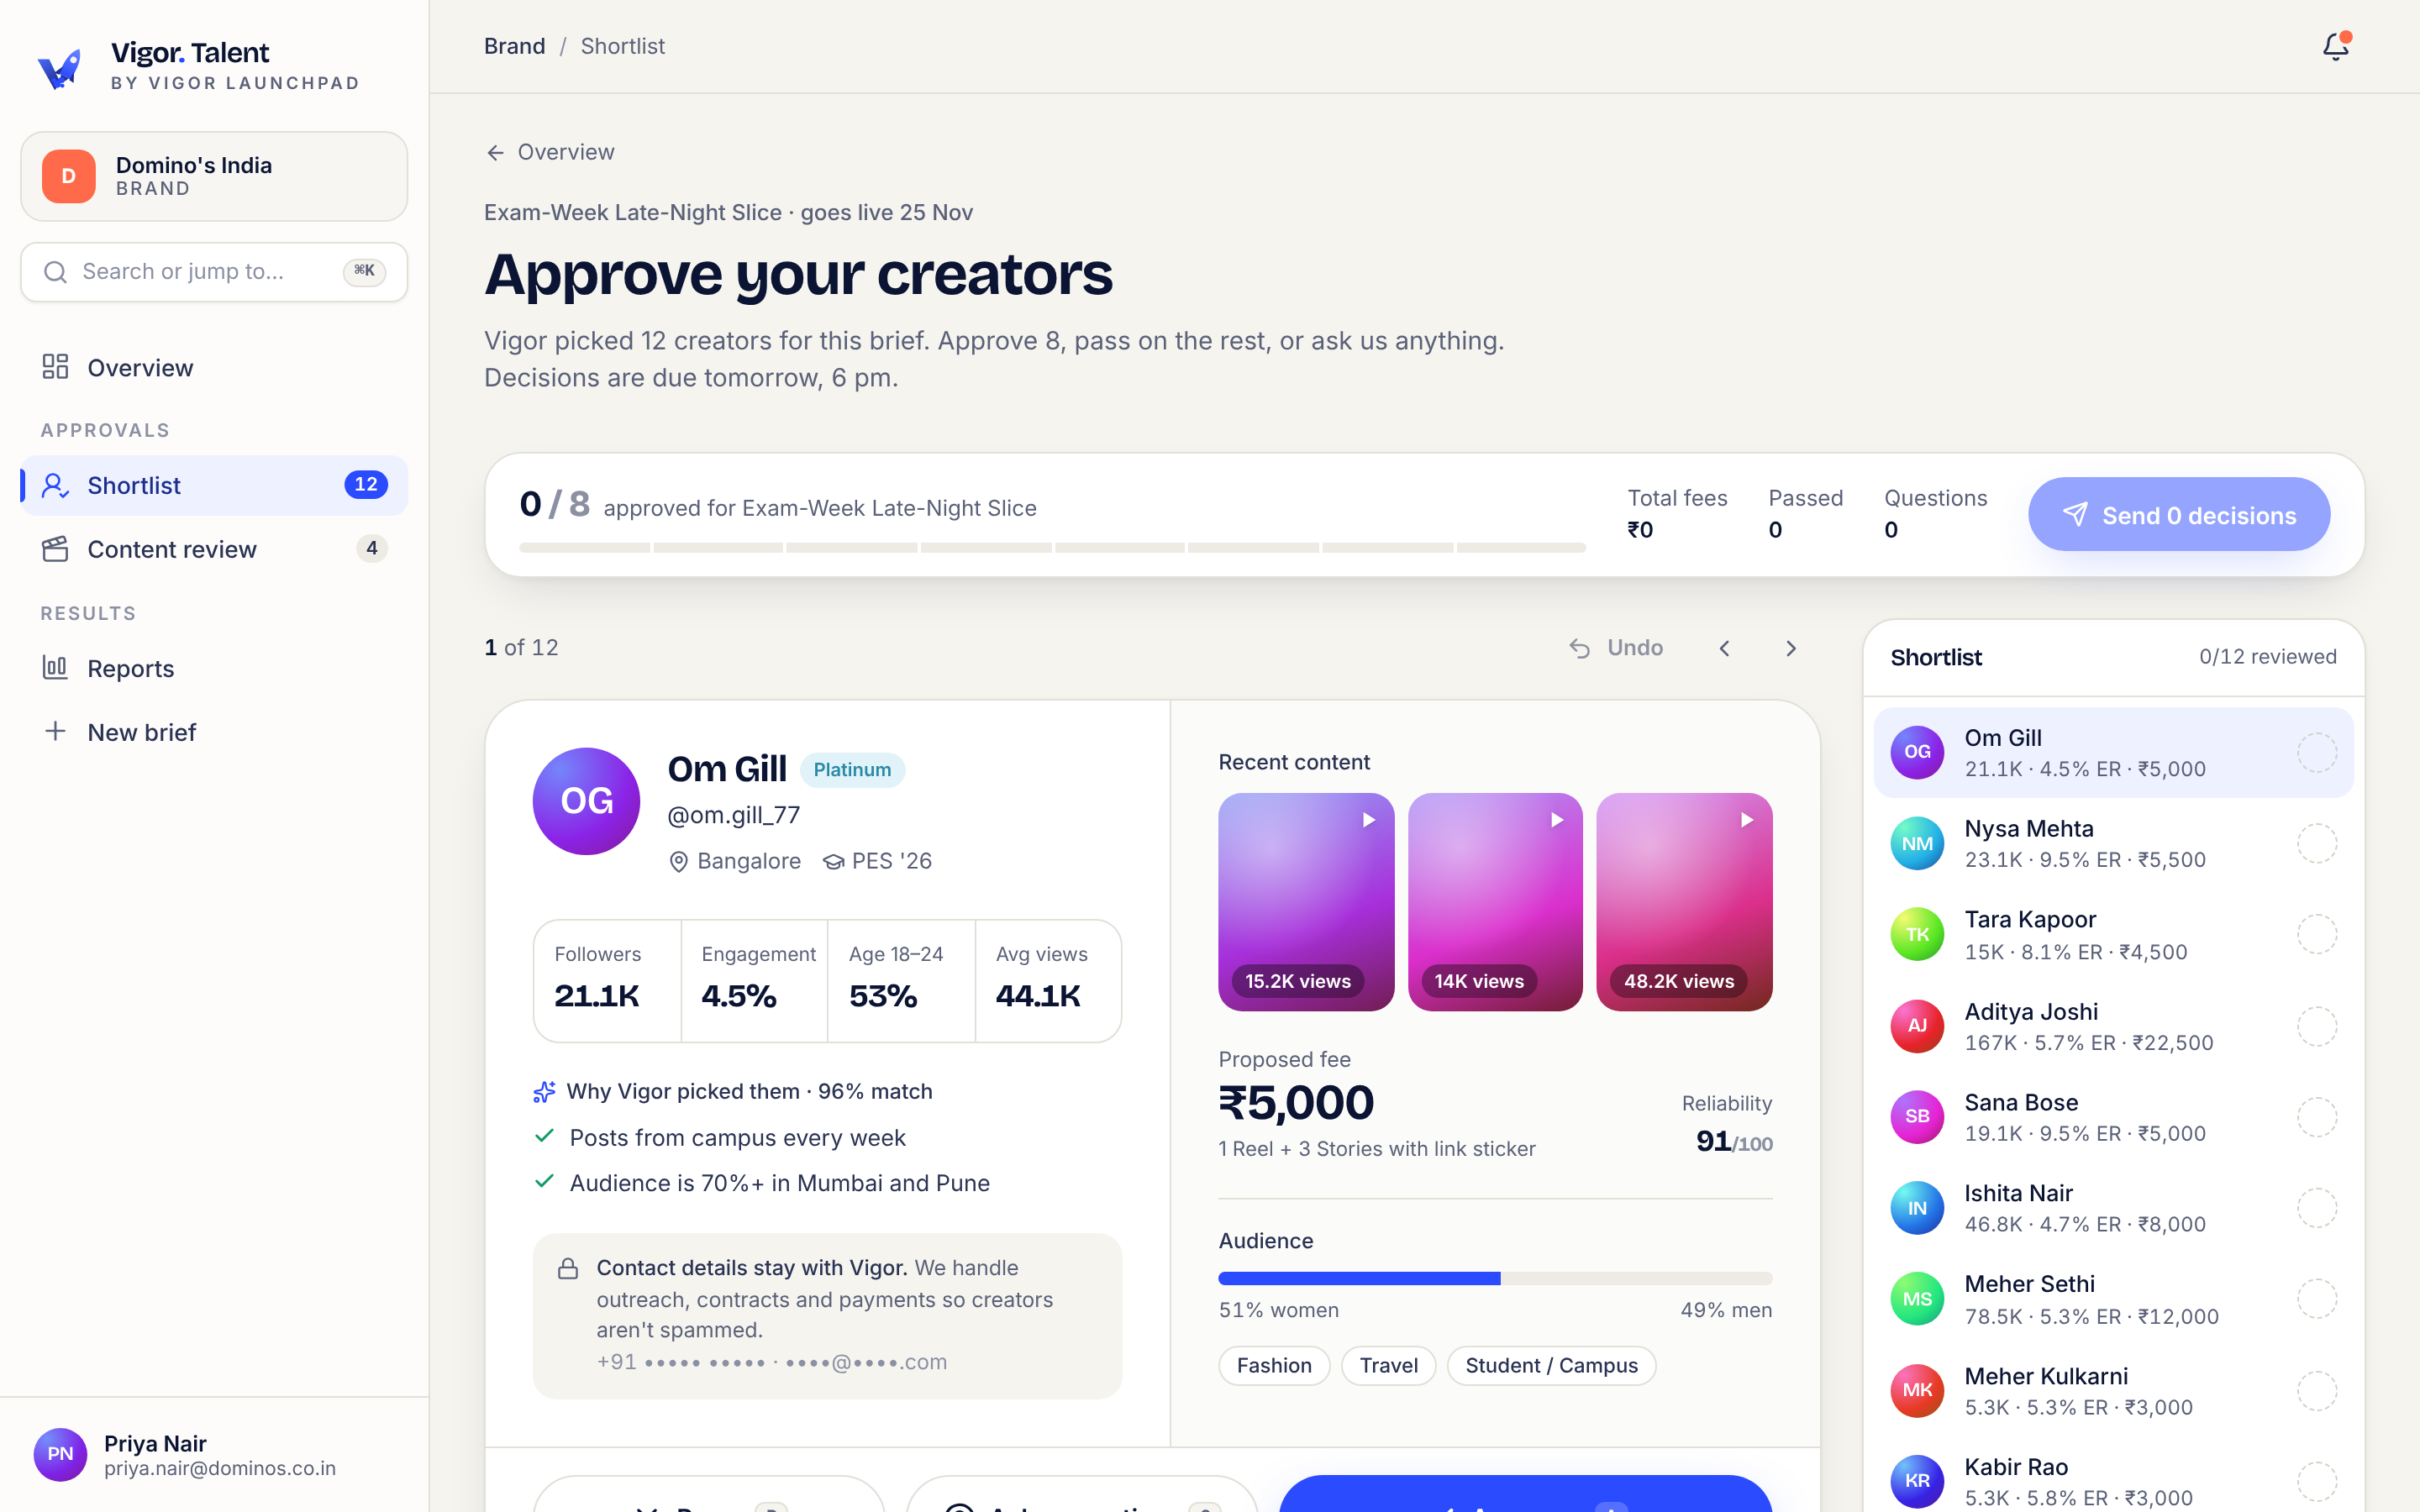 Vigor. Talent
BY VIGOR LAUNCHPAD
D
Domino's India
BRAND
Search or jump to...
⌘K
Overview
APPROVALS
Shortlist
12
Content review
4
RESULTS
Reports
New brief
PN
Priya Nair
priya.nair@dominos.co.in
Brand / Shortlist
Overview
Exam-Week Late-Night Slice · goes live 25 Nov
Approve your creators
Vigor picked 12 creators for this brief. Approve 8, pass on the rest, or ask us anything.
Decisions are due tomorrow, 6 pm.
0 / 8 approved for Exam-Week Late-Night Slice
Total fees
₹0
Passed
0
Questions
0
Send 0 decisions
1 of 12
Undo
OG
Om Gill
Platinum
@om.gill_77
Bangalore
PES '26
Followers
21.1K
Engagement
4.5%
Age 18–24
53%
Avg views
44.1K
Why Vigor picked them · 96% match
Posts from campus every week
Audience is 70%+ in Mumbai and Pune
Contact details stay with Vigor. We handle
outreach, contracts and payments so creators
aren't spammed.
+91 ••••• ••••• · ••••@••••.com
Recent content
15.2K views
14K views
48.2K views
Proposed fee
₹5,000
1 Reel + 3 Stories with link sticker
Reliability
91/100
Audience
51% women
49% men
Fashion
Travel
Student / Campus
Shortlist
0/12 reviewed
OG
Om Gill
21.1K · 4.5% ER · ₹5,000
NM
Nysa Mehta
23.1K · 9.5% ER · ₹5,500
TK
Tara Kapoor
15K · 8.1% ER · ₹4,500
AJ
Aditya Joshi
167K · 5.7% ER · ₹22,500
SB
Sana Bose
19.1K · 9.5% ER · ₹5,000
IN
Ishita Nair
46.8K · 4.7% ER · ₹8,000
MS
Meher Sethi
78.5K · 5.3% ER · ₹12,000
MK
Meher Kulkarni
5.3K · 5.3% ER · ₹3,000
KR
Kabir Rao
5.3K · 5.8% ER · ₹3,000